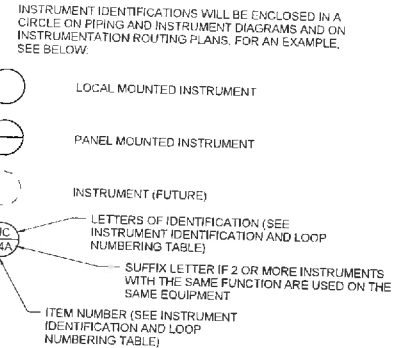 INSTRUMENT IDENTIFICATIONS WILL BE ENCLOSED IN A
CIRCLE ON PIPING AND INSTRUMENT DIAGRAMS AND ON
INSTRUMENTATION ROUTING PLANS. FOR AN EXAMPLE,
SEE BELOW:
LOCAL MOUNTED INSTRUMENT
PANEL MOUNTED INSTRUMENT
INSTRUMENT (FUTURE)
LETTERS OF IDENTIFICATION (SEE
INSTRUMENT IDENTIFICATION AND LOOP
NUMBERING TABLE)
SUFFIX LETTER IF 2 OR MORE INSTRUMENTS
WITH THE SAME FUNCTION ARE USED ON THE
SAME EQUIPMENT
ITEM NUMBER (SEE INSTRUMENT
IDENTIFICATION AND LOOP
NUMBERING TABLE)